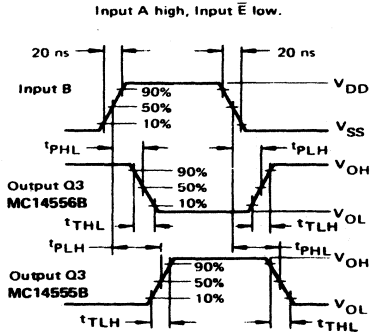 Input A high, Input E̅ low.
20 ns 20 ns
Input B 90% 50% 10% VDD VSS
tPHL tPLH
Output Q3 MC14556B 90% 50% 10% VOH VOL
tTHL tTLH
tPLH tPHL
Output Q3 MC14555B 90% 50% 10% VOH VOL
tTLH tTHL